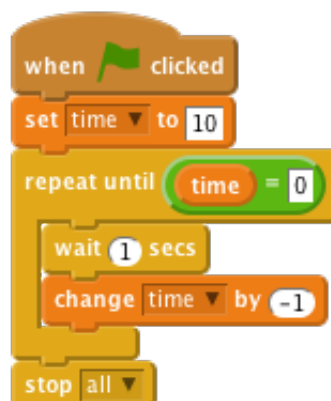 when clicked
set time to 10
repeat until time = 0
wait 1 secs
change time by -1
stop all